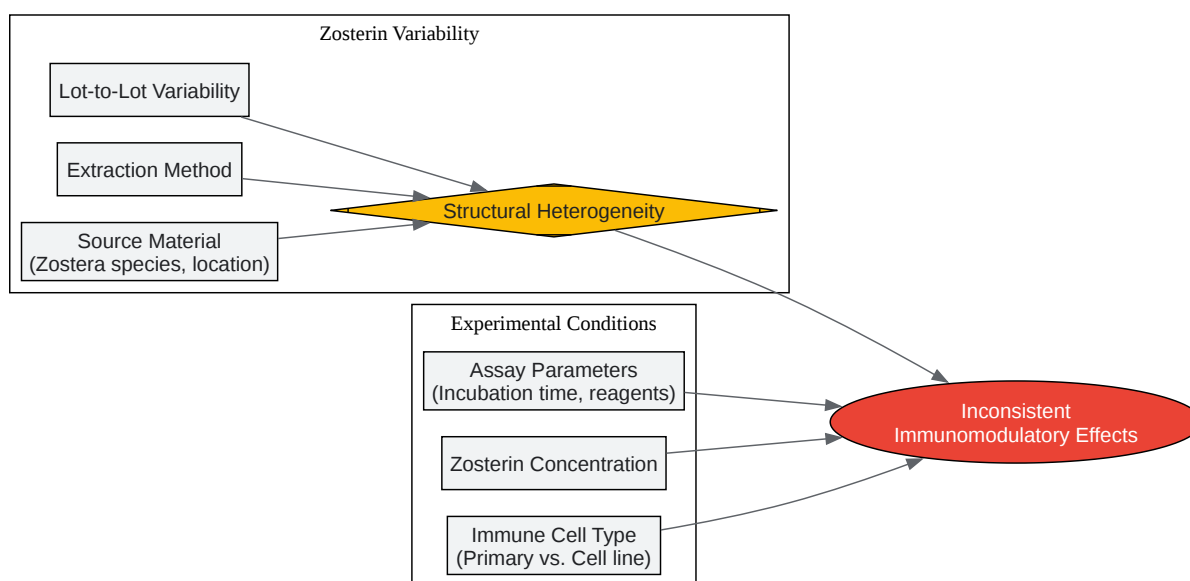 Zosterin Variability
Lot-to-Lot Variability
Extraction Method
Source Material
(Zostera species, location)
Structural Heterogeneity
Experimental Conditions
Assay Parameters
(Incubation time, reagents)
Zosterin Concentration
Immune Cell Type
(Primary vs. Cell line)
Inconsistent
Immunomodulatory Effects